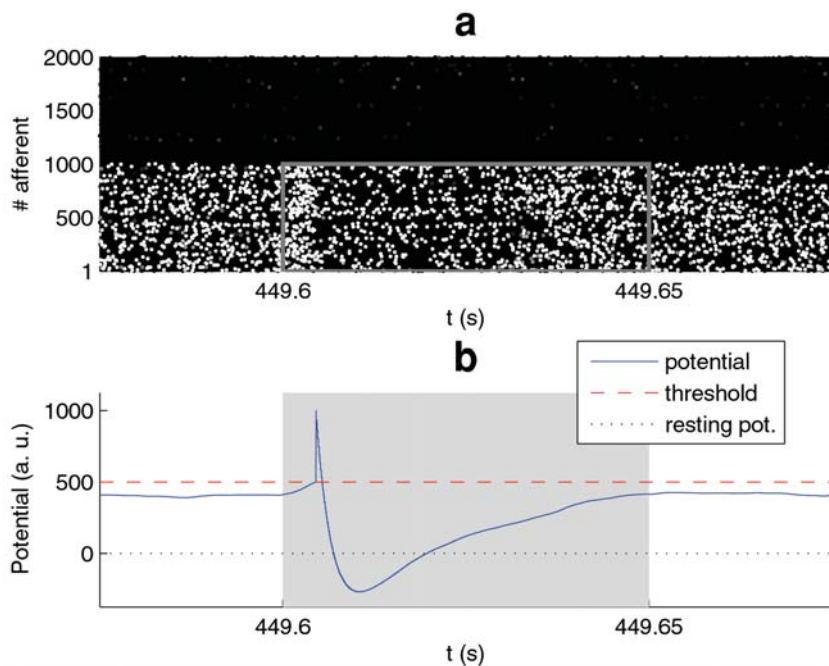 a
2000
1500
1000
500
1
# afferent
449.6
449.65
t (s)
b
potential
threshold
resting pot.
1000
500
0
Potential (a. u.)
449.6
449.65
t (s)